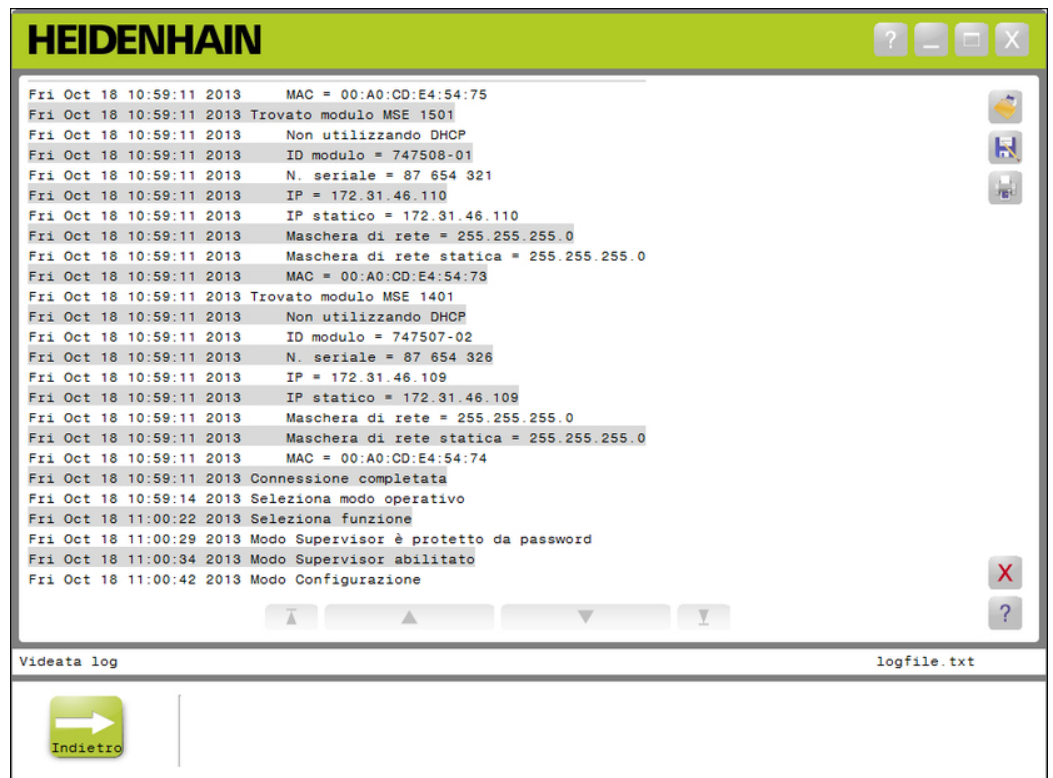 HEIDENHAIN
Fri Oct 18 10:59:11 2013 MAC = 00:A0:CD:E4:54:75
Fri Oct 18 10:59:11 2013 Trovato modulo MSE 1501
Fri Oct 18 10:59:11 2013 Non utilizzando DHCP
Fri Oct 18 10:59:11 2013 ID modulo = 747508-01
Fri Oct 18 10:59:11 2013 N. seriale = 87 654 321
Fri Oct 18 10:59:11 2013 IP = 172.31.46.110
Fri Oct 18 10:59:11 2013 IP statico = 172.31.46.110
Fri Oct 18 10:59:11 2013 Maschera di rete = 255.255.255.0
Fri Oct 18 10:59:11 2013 Maschera di rete statica = 255.255.255.0
Fri Oct 18 10:59:11 2013 MAC = 00:A0:CD:E4:54:73
Fri Oct 18 10:59:11 2013 Trovato modulo MSE 1401
Fri Oct 18 10:59:11 2013 Non utilizzando DHCP
Fri Oct 18 10:59:11 2013 ID modulo = 747507-02
Fri Oct 18 10:59:11 2013 N. seriale = 87 654 326
Fri Oct 18 10:59:11 2013 IP = 172.31.46.109
Fri Oct 18 10:59:11 2013 IP statico = 172.31.46.109
Fri Oct 18 10:59:11 2013 Maschera di rete = 255.255.255.0
Fri Oct 18 10:59:11 2013 Maschera di rete statica = 255.255.255.0
Fri Oct 18 10:59:11 2013 MAC = 00:A0:CD:E4:54:74
Fri Oct 18 10:59:11 2013 Connessione completata
Fri Oct 18 10:59:14 2013 Seleziona modo operativo
Fri Oct 18 11:00:22 2013 Seleziona funzione
Fri Oct 18 11:00:29 2013 Modo Supervisor è protetto da password
Fri Oct 18 11:00:34 2013 Modo Supervisor abilitato
Fri Oct 18 11:00:42 2013 Modo Configurazione
Videata log logfile.txt
Indietro